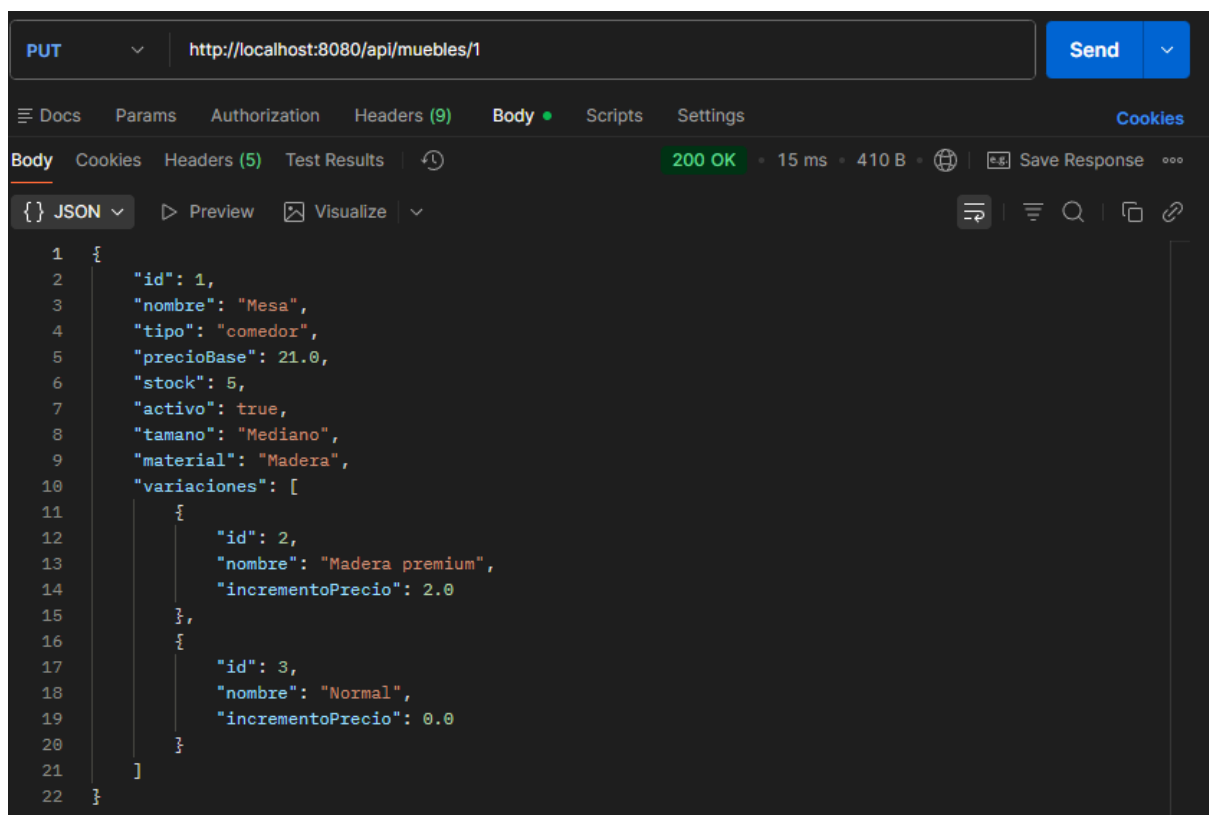 PUT http://localhost:8080/api/muebles/1 Send
Docs Params Authorization Headers (9) Body Scripts Settings Cookies
Body Cookies Headers (5) Test Results 200 OK 15 ms 410 B e.g. Save Response
{} JSON Preview Visualize
1 {
2 "id": 1,
3 "nombre": "Mesa",
4 "tipo": "comedor",
5 "precioBase": 21.0,
6 "stock": 5,
7 "activo": true,
8 "tamano": "Mediano",
9 "material": "Madera",
10 "variaciones": [
11 {
12 "id": 2,
13 "nombre": "Madera premium",
14 "incrementoPrecio": 2.0
15 },
16 {
17 "id": 3,
18 "nombre": "Normal",
19 "incrementoPrecio": 0.0
20 }
21 ]
22 }